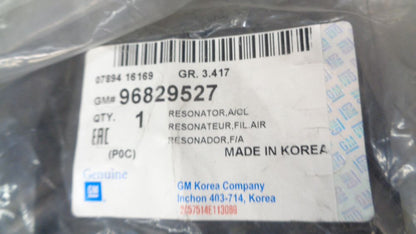 07894 16169 GR. 3.417
GM# 96829527
QTY. 1 RESONATOR,A/CL
RESONATEUR,FIL AIR
EAC RESONADOR,F/A
(P0C) MADE IN KOREA
Genuine
GM
GM Korea Company
Inchon 403-714, Korea